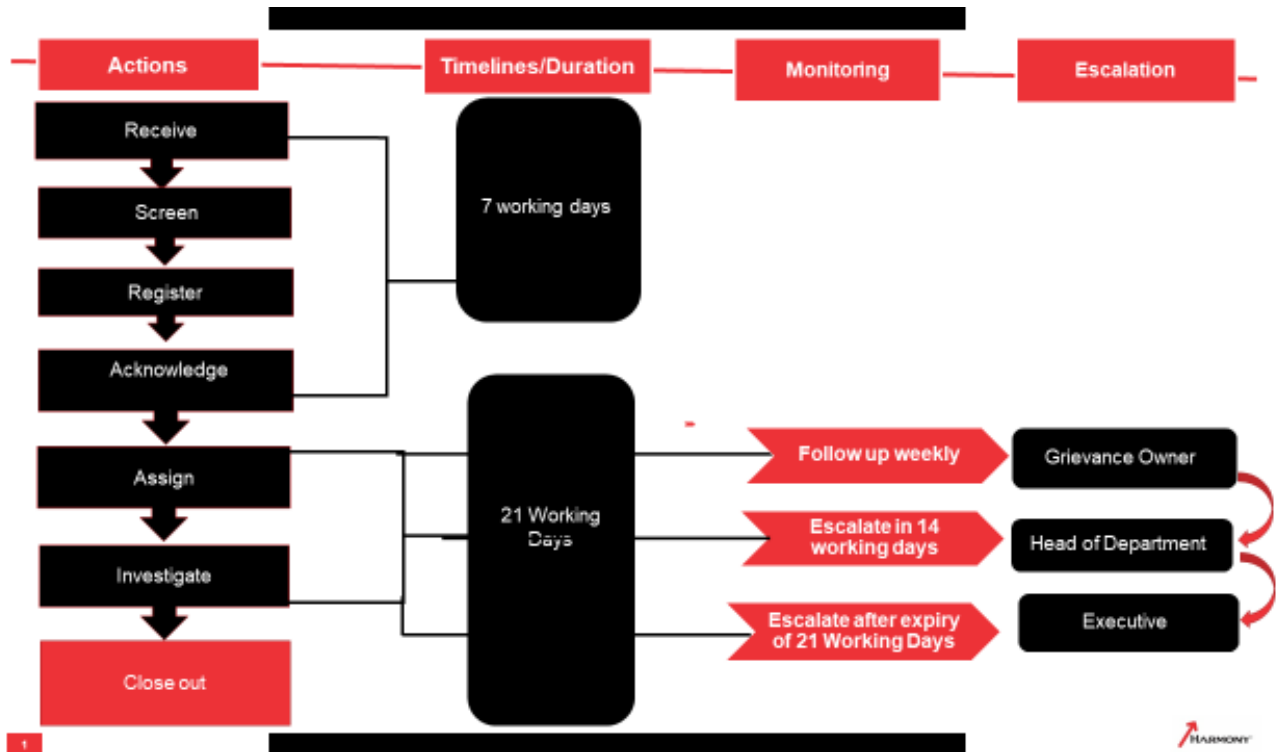 Actions
Timelines/Duration
Monitoring
Escalation
Receive
Screen
Register
Acknowledge
Assign
Investigate
Close out
7 working days
21 Working
Days
Follow up weekly
Escalate in 14
working days
Escalate after expiry
of 21 Working Days
Grievance Owner
Head of Department
Executive
1
HARMONY